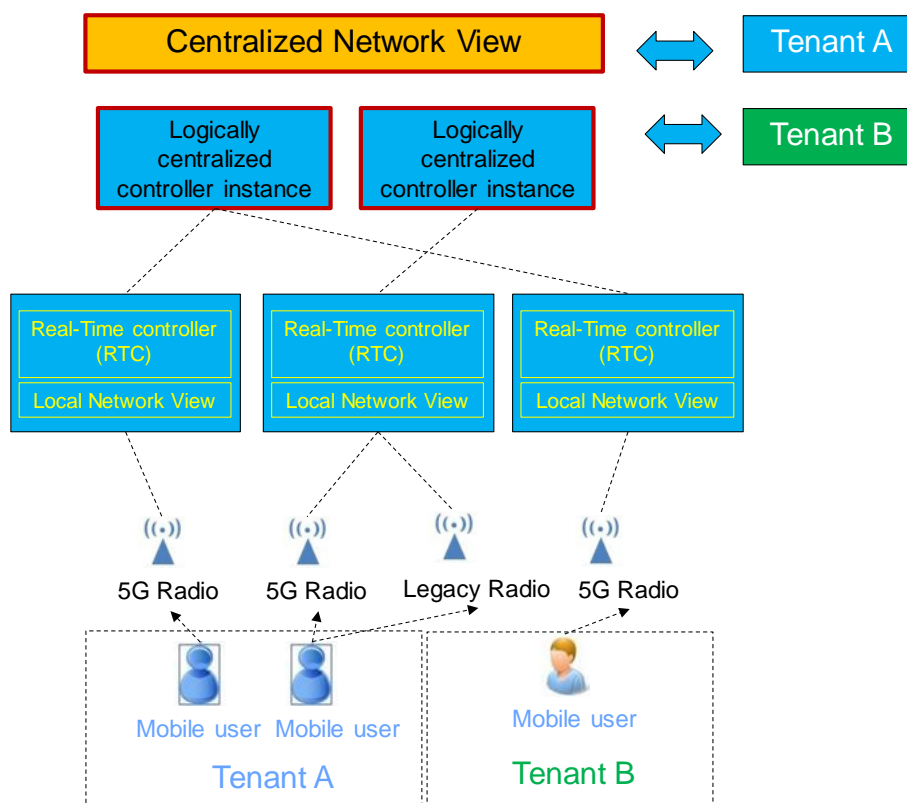 Centralized Network View
Tenant A
Logically
centralized
controller instance
Logically
centralized
controller instance
Tenant B
Real-Time controller
(RTC)
Local Network View
Real-Time controller
(RTC)
Local Network View
Real-Time controller
(RTC)
Local Network View
5G Radio
5G Radio
Legacy Radio
5G Radio
Mobile user
Mobile user
Mobile user
Tenant A
Tenant B